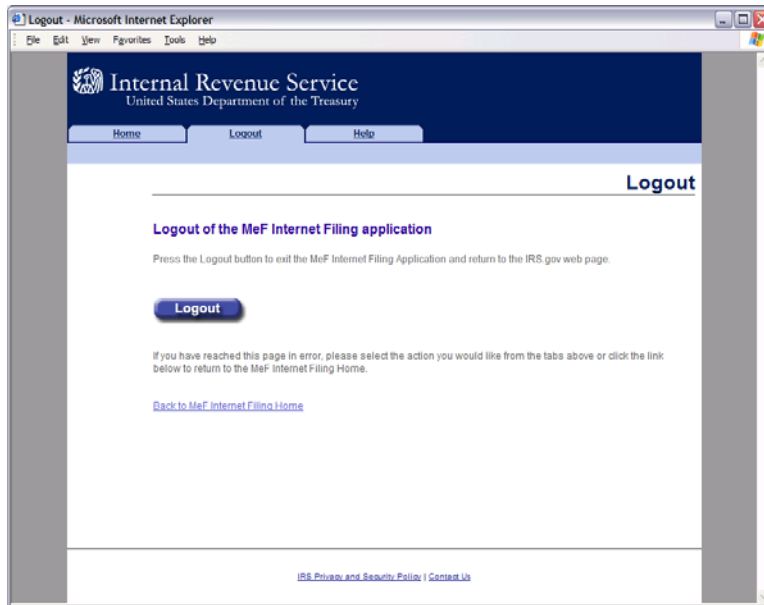 Logout - Microsoft Internet Explorer
File Edit View Favorites Tools Help
Internal Revenue Service
United States Department of the Treasury
Home Logout Help
Logout
Logout of the MeF Internet Filing application
Press the Logout button to exit the MeF Internet Filing Application and return to the IRS.gov web page.
Logout
If you have reached this page in error, please select the action you would like from the tabs above or click the link
below to return to the MeF Internet Filing Home.
Back to MeF Internet Filing Home
IRS Privacy and Security Policy | Contact Us